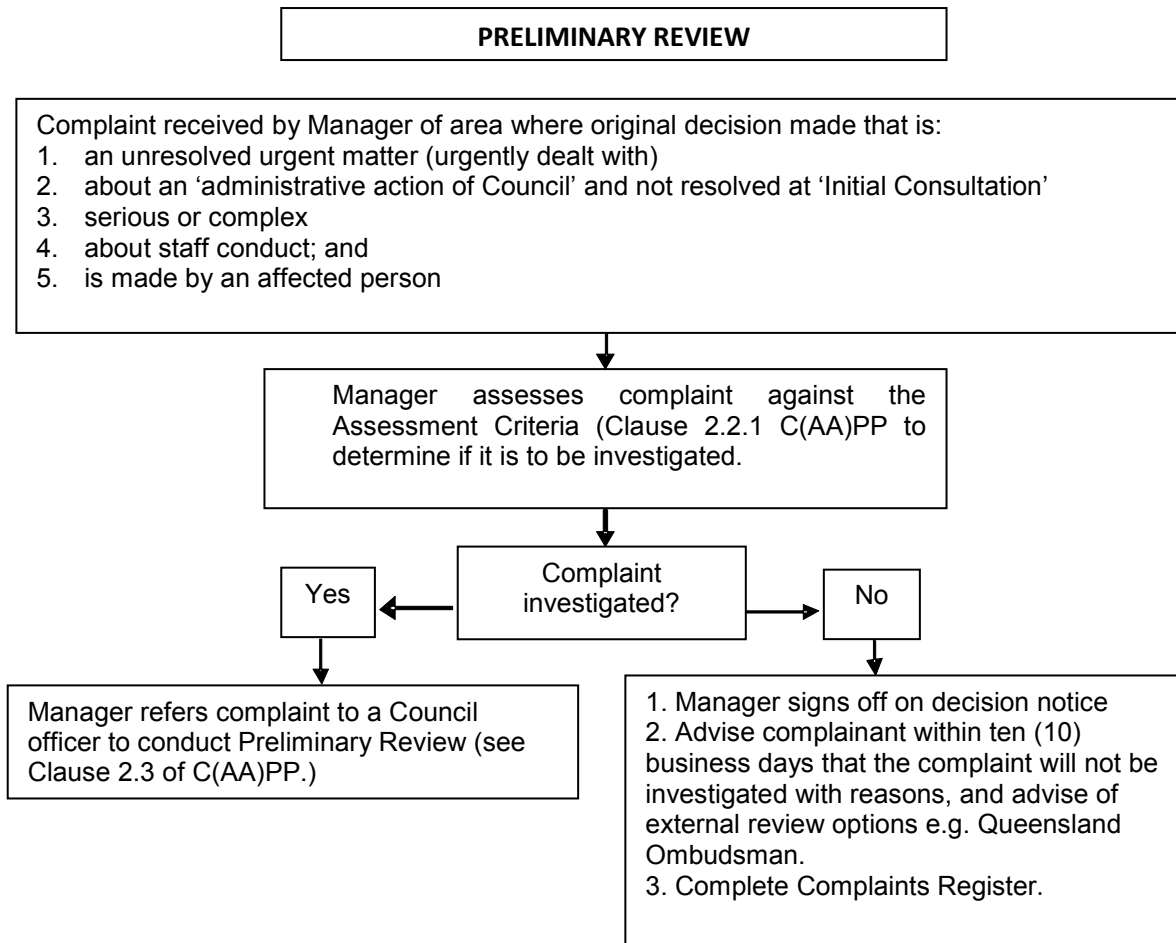 PRELIMINARY REVIEW
Complaint received by Manager of area where original decision made that is:
1. an unresolved urgent matter (urgently dealt with)
2. about an ‘administrative action of Council’ and not resolved at ‘Initial Consultation’
3. serious or complex
4. about staff conduct; and
5. is made by an affected person
Manager assesses complaint against the
Assessment Criteria (Clause 2.2.1 C(AA)PP to
determine if it is to be investigated.
Complaint
investigated?
Yes
No
Manager refers complaint to a Council
officer to conduct Preliminary Review (see
Clause 2.3 of C(AA)PP.)
1. Manager signs off on decision notice
2. Advise complainant within ten (10)
business days that the complaint will not be
investigated with reasons, and advise of
external review options e.g. Queensland
Ombudsman.
3. Complete Complaints Register.